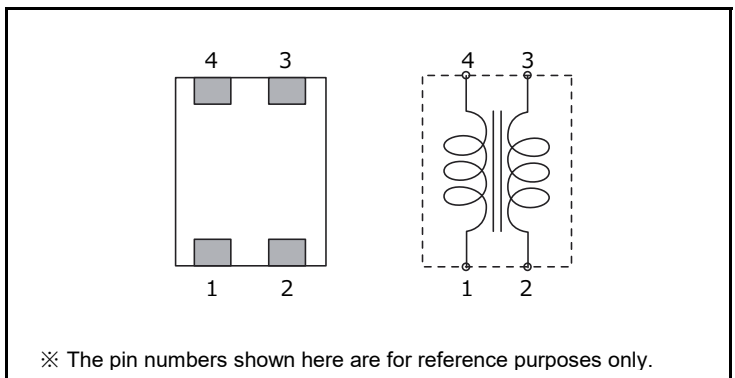 4 3 4 3
1 2 1 2
※ The pin numbers shown here are for reference purposes only.